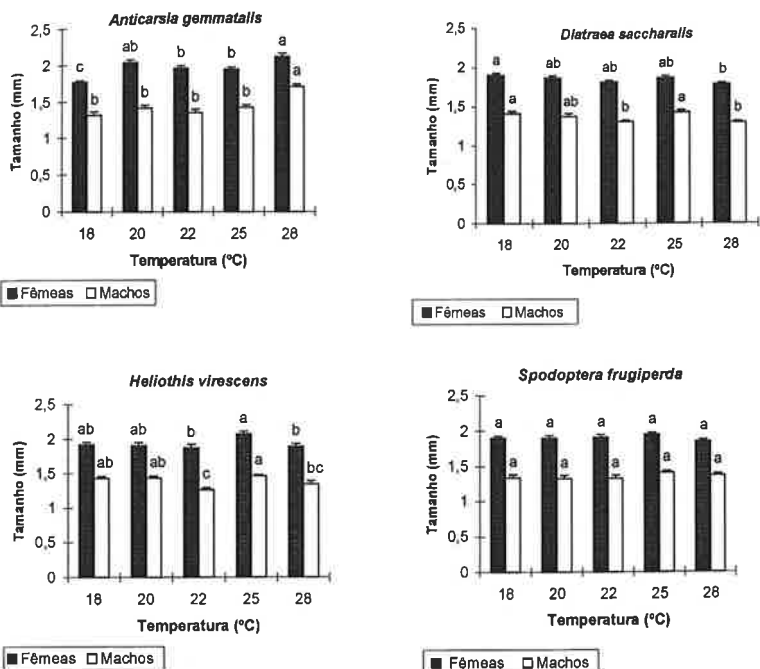 Anticarsia gemmatalis
2,5
2
1,5
1
0,5
0
Tamanho (mm)
c ab b b a
b b b b a
18 20 22 25 28
Temperatura (ºC)
Fêmeas Machos
Diatraea saccharalis
2,5
2
1,5
1
0,5
0
Tamanho (mm)
a ab ab ab b
a ab b a b
18 20 22 25 28
Temperatura (ºC)
Fêmeas Machos
Heliothis virescens
2,5
2
1,5
1
0,5
0
Tamanho (mm)
ab ab b a b
ab ab c a bc
18 20 22 25 28
Temperatura (ºC)
Fêmeas Machos
Spodoptera frugiperda
2,5
2
1,5
1
0,5
0
Tamanho (mm)
a a a a a
a a a a a
18 20 22 25 28
Temperatura (ºC)
Fêmeas Machos